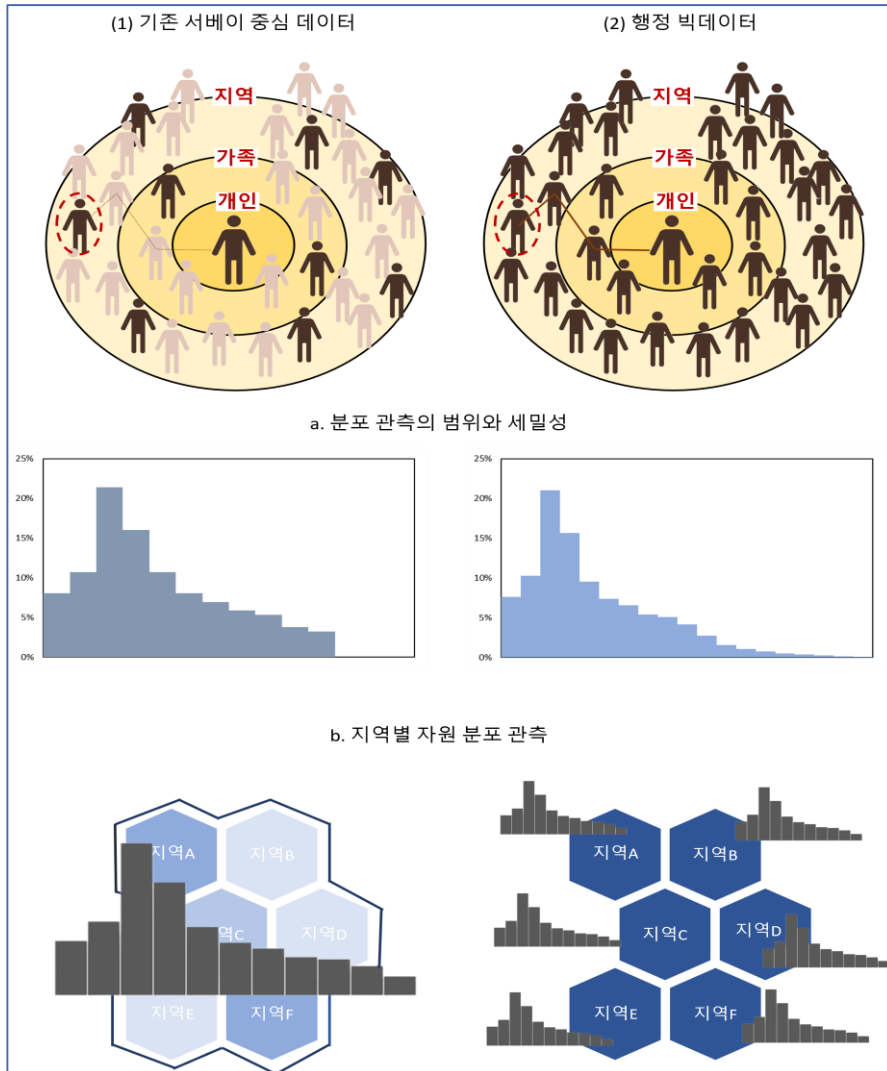 (1) 기존 서베이 중심 데이터
(2) 행정 빅데이터
지역
가족
개인
지역
가족
개인
a. 분포 관측의 범위와 세밀성
25%
20%
15%
10%
5%
0%
25%
20%
15%
10%
5%
0%
b. 지역별 자원 분포 관측
지역A
지역B
역C
지역D
지역E
지역F
지역A
지역B
지역C
지역D
지역E
지역F